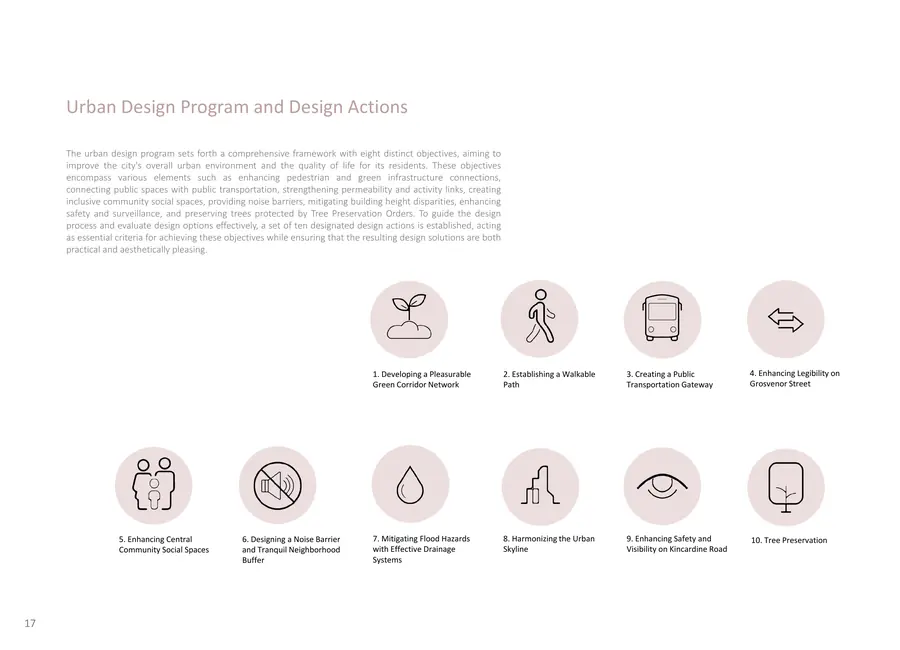 Urban Design Program and Design Actions
The urban design program sets forth a comprehensive framework with eight distinct objectives, aiming to
improve the city's overall urban environment and the quality of life for its residents. These objectives
encompass various elements such as enhancing pedestrian and green infrastructure connections,
connecting public spaces with public transportation, strengthening permeability and activity links, creating
inclusive community social spaces, providing noise barriers, mitigating building height disparities, enhancing
safety and surveillance, and preserving trees protected by Tree Preservation Orders. To guide the design
process and evaluate design options effectively, a set of ten designated design actions is established, acting
as essential criteria for achieving these objectives while ensuring that the resulting design solutions are both
practical and aesthetically pleasing.
1. Developing a Pleasurable
Green Corridor Network
2. Establishing a Walkable
Path
3. Creating a Public
Transportation Gateway
4. Enhancing Legibility on
Grosvenor Street
5. Enhancing Central
Community Social Spaces
6. Designing a Noise Barrier
and Tranquil Neighborhood
Buffer
7. Mitigating Flood Hazards
with Effective Drainage
Systems
8. Harmonizing the Urban
Skyline
9. Enhancing Safety and
Visibility on Kincardine Road
10. Tree Preservation
17